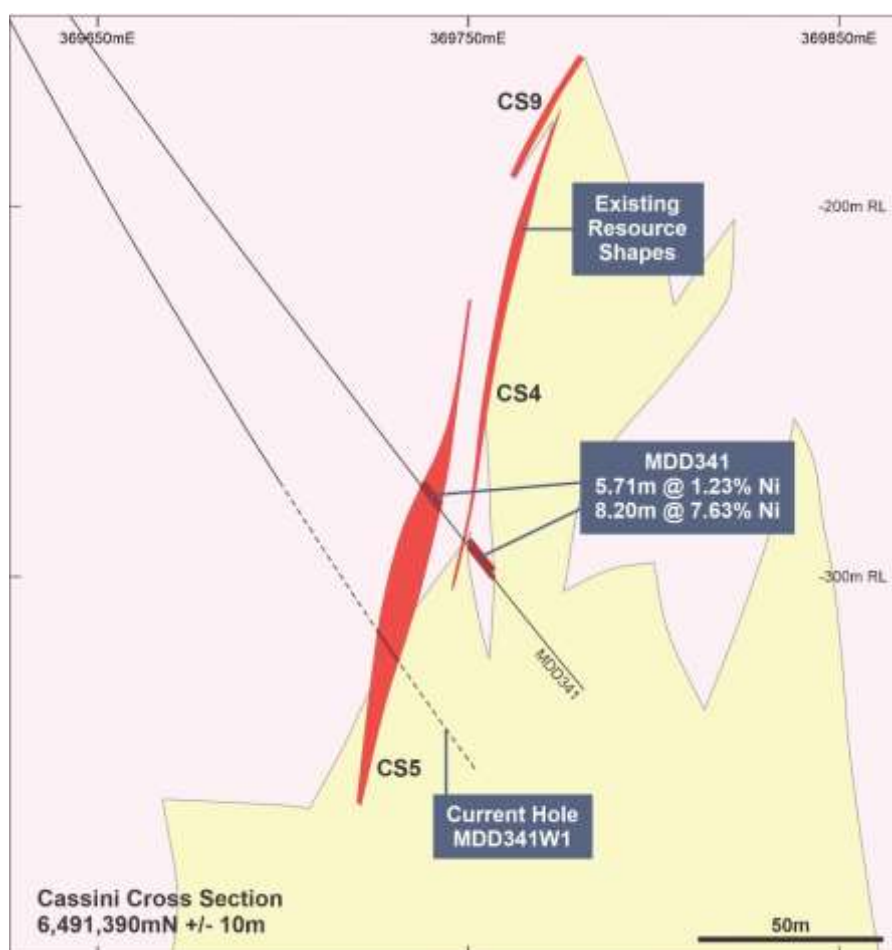 369650mE
369750mE
369850mE
CS9
Existing
Resource
Shapes
-200m RL
CS4
MDD341
5.71m @ 1.23% Ni
8.20m @ 7.63% Ni
-300m RL
MDD341
CS5
Current Hole
MDD341W1
Cassini Cross Section
6,491,390mN +/- 10m
50m